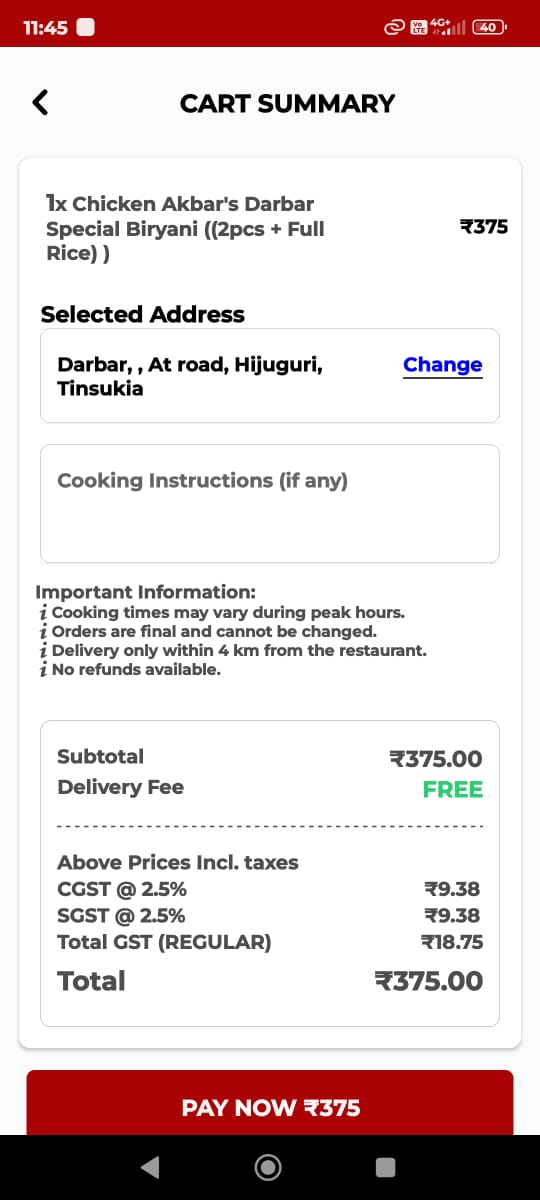 11:45
Vo LTE 4G+ 40
CART SUMMARY
1x Chicken Akbar's Darbar
Special Biryani ((2pcs + Full
Rice) )
₹375
Selected Address
Darbar, , At road, Hijuguri,
Tinsukia
Change
Cooking Instructions (if any)
Important Information:
i Cooking times may vary during peak hours.
i Orders are final and cannot be changed.
i Delivery only within 4 km from the restaurant.
i No refunds available.
Subtotal ₹375.00
Delivery Fee FREE
Above Prices Incl. taxes
CGST @ 2.5% ₹9.38
SGST @ 2.5% ₹9.38
Total GST (REGULAR) ₹18.75
Total ₹375.00
PAY NOW ₹375